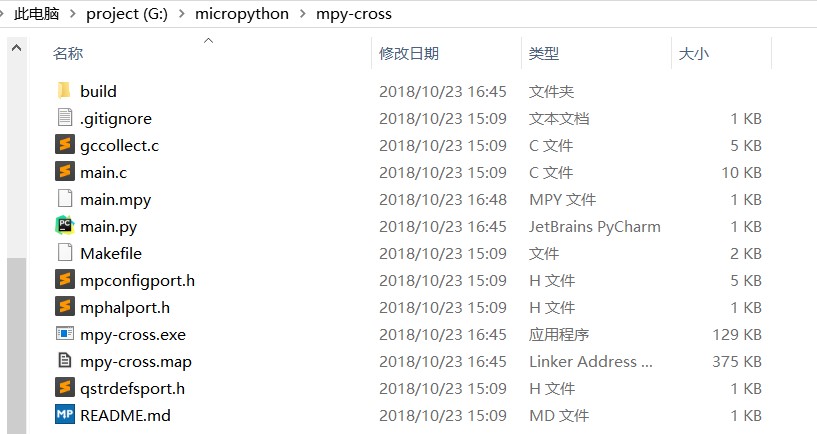 此电脑 > project (G:) > micropython > mpy-cross
名称 修改日期 类型 大小
build 2018/10/23 16:45 文件夹
.gitignore 2018/10/23 15:09 文本文档 1 KB
gccollect.c 2018/10/23 15:09 C 文件 5 KB
main.c 2018/10/23 15:09 C 文件 10 KB
main.mpy 2018/10/23 16:48 MPY 文件 1 KB
main.py 2018/10/23 16:45 JetBrains PyCharm 1 KB
Makefile 2018/10/23 15:09 文件 2 KB
mpconfigport.h 2018/10/23 15:09 H 文件 5 KB
mphalport.h 2018/10/23 15:09 H 文件 1 KB
mpy-cross.exe 2018/10/23 16:45 应用程序 129 KB
mpy-cross.map 2018/10/23 16:45 Linker Address ... 375 KB
qstrdefsport.h 2018/10/23 15:09 H 文件 1 KB
MP README.md 2018/10/23 15:09 MD 文件 1 KB